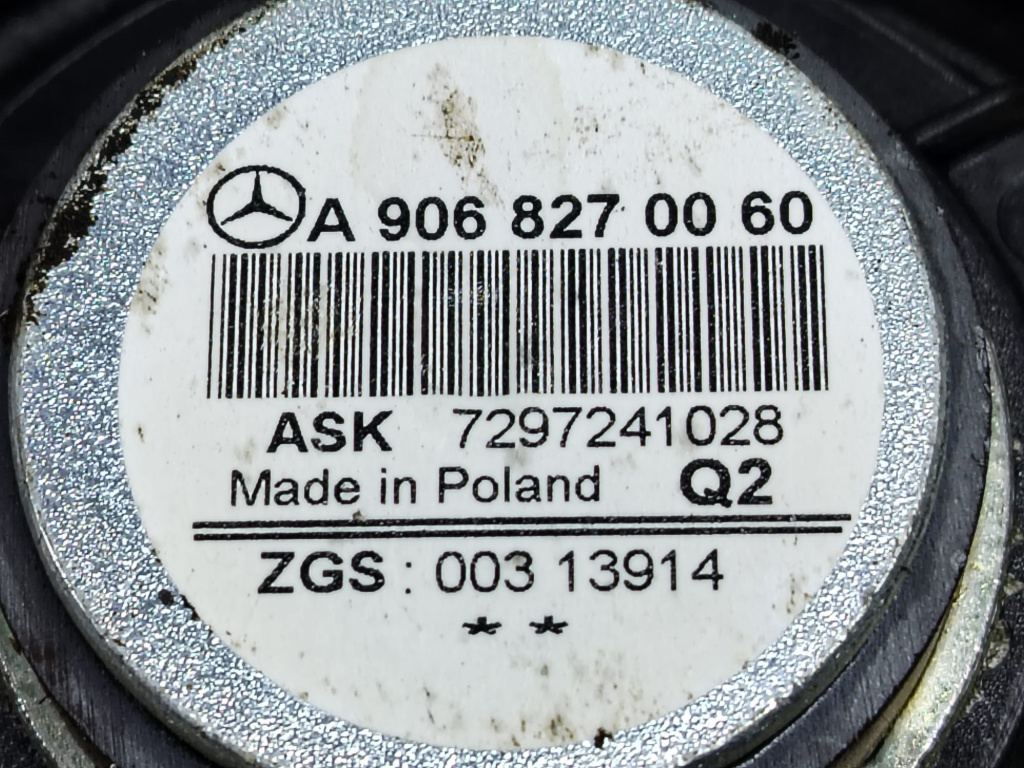 A 906 827 00 60
ASK 7297241028
Made in Poland Q2
ZGS : 003 13914
* *